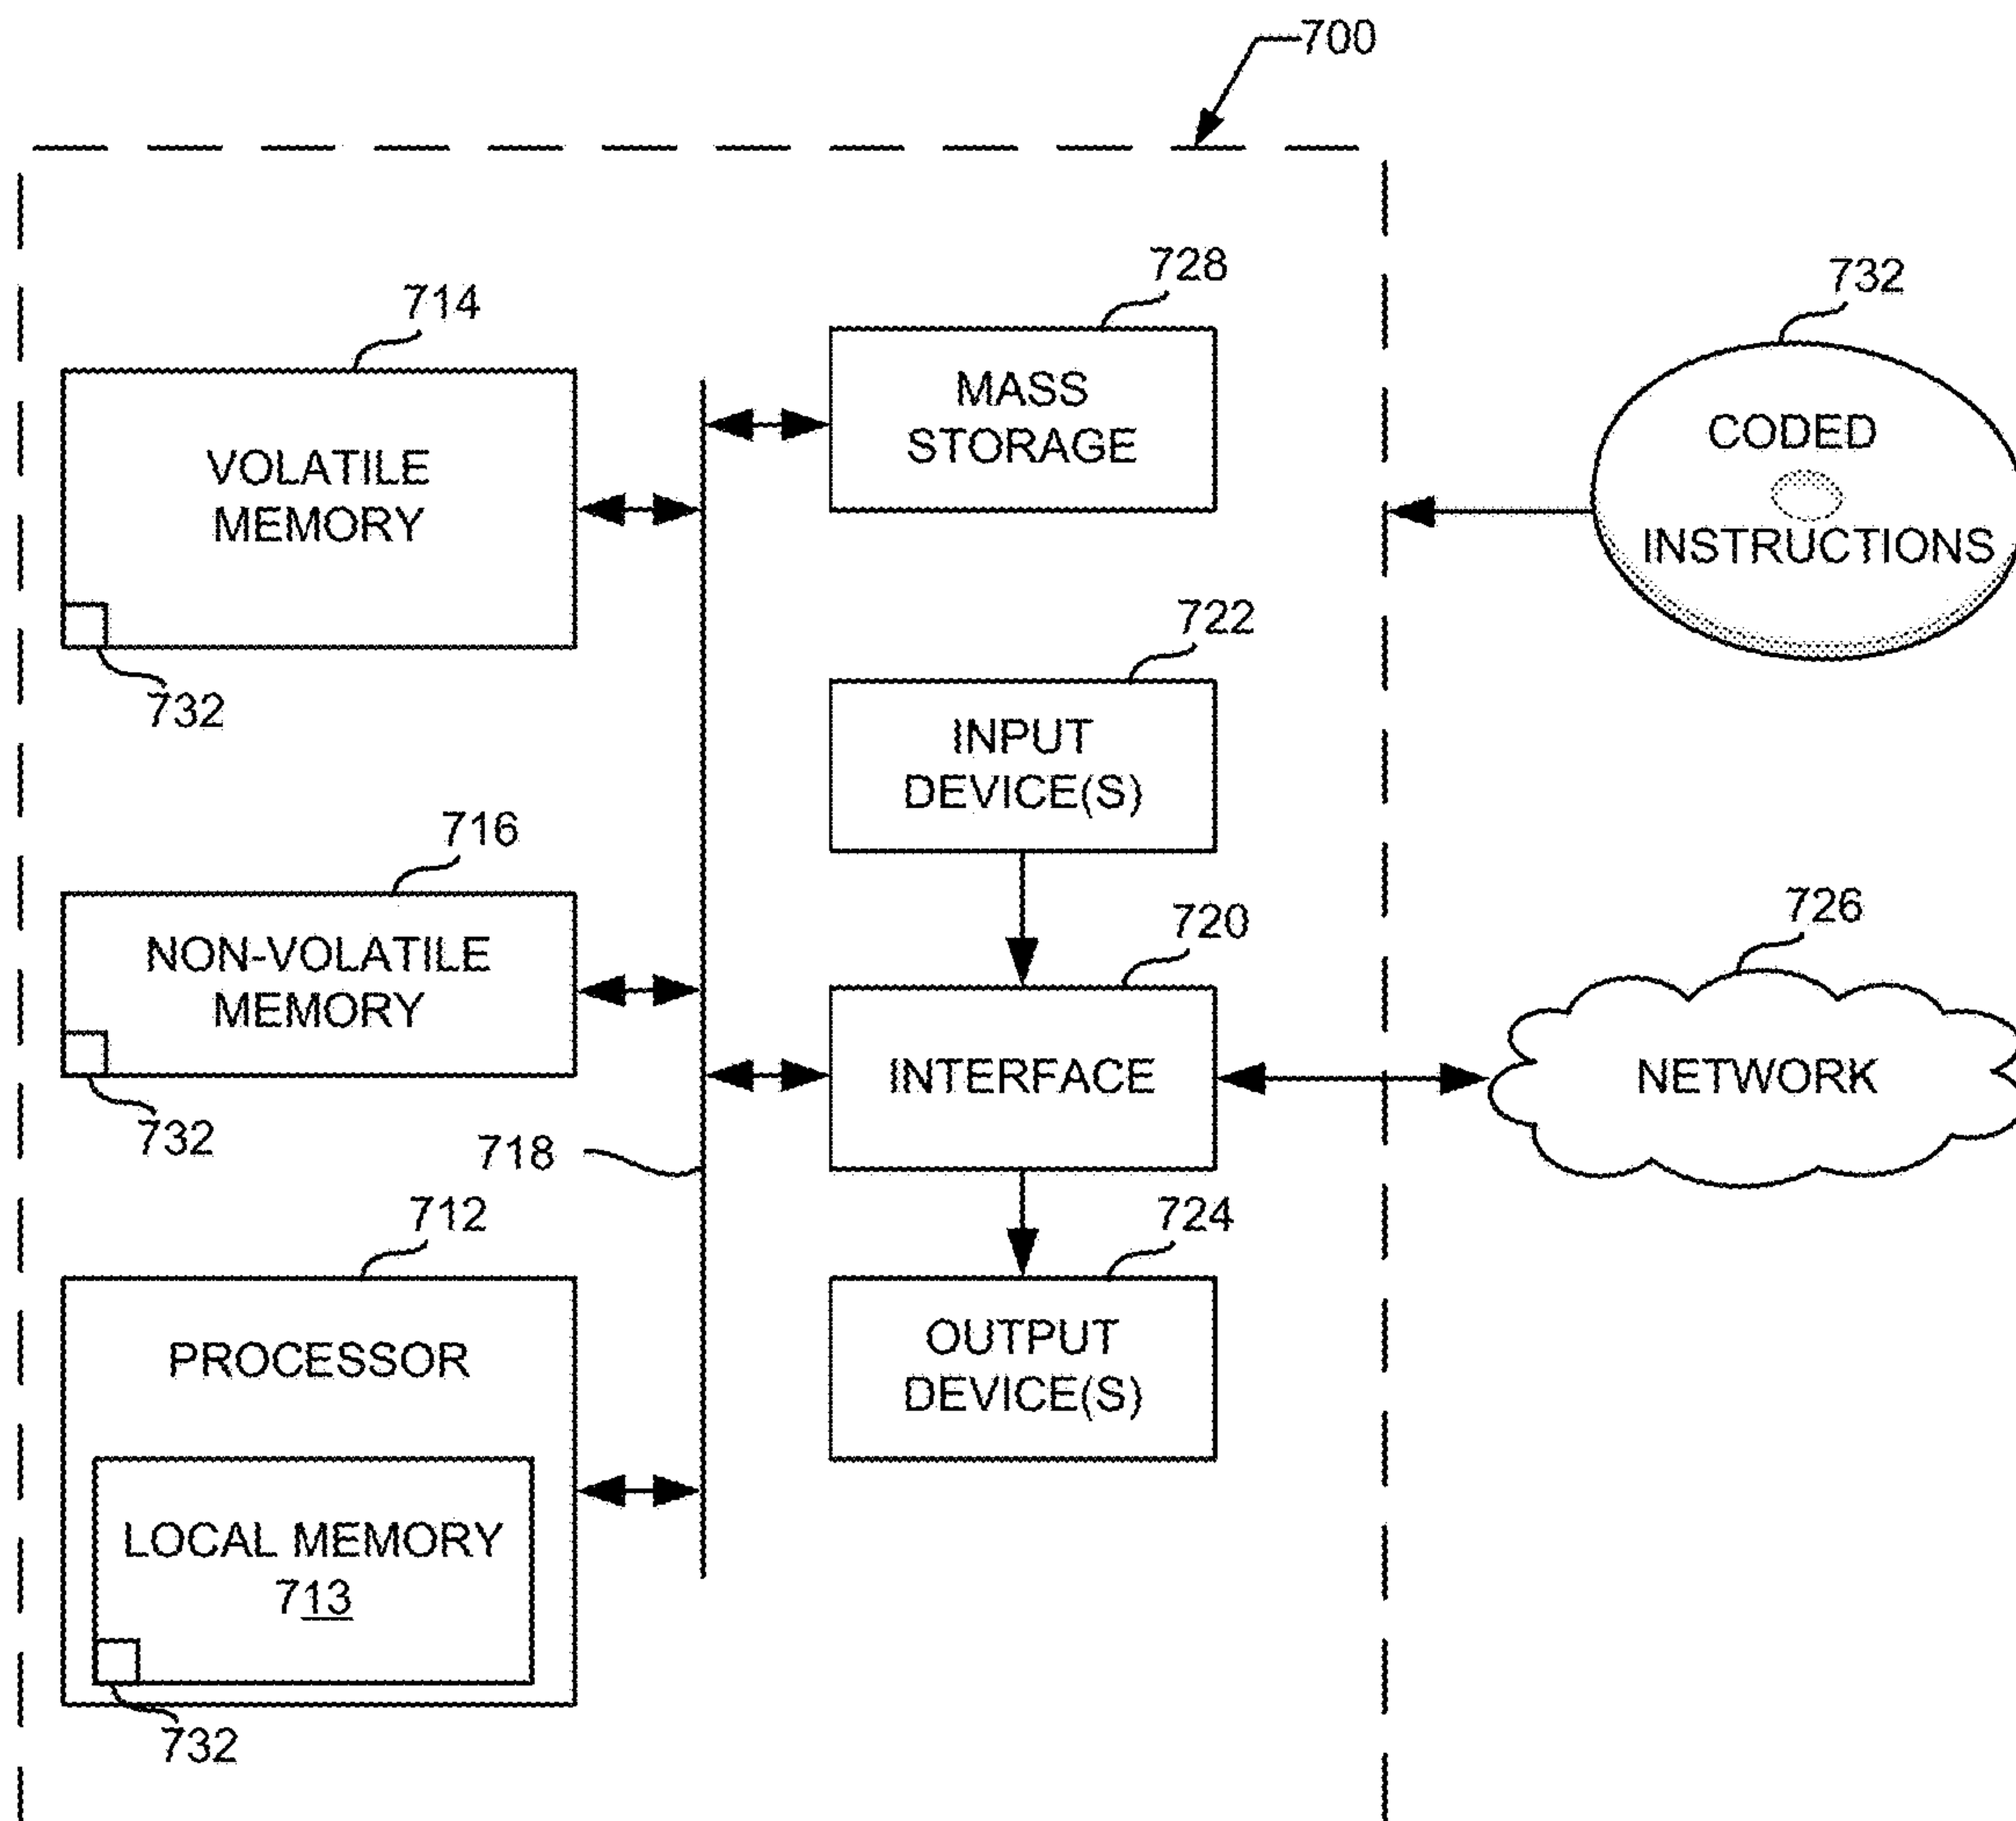 700
728
732
714
MASS
STORAGE
CODED
INSTRUCTIONS
VOLATILE
MEMORY
722
732
INPUT
DEVICE(S)
716
720
726
NON-VOLATILE
MEMORY
INTERFACE
NETWORK
732
718
712
724
PROCESSOR
OUTPUT
DEVICE(S)
LOCAL MEMORY
713
732